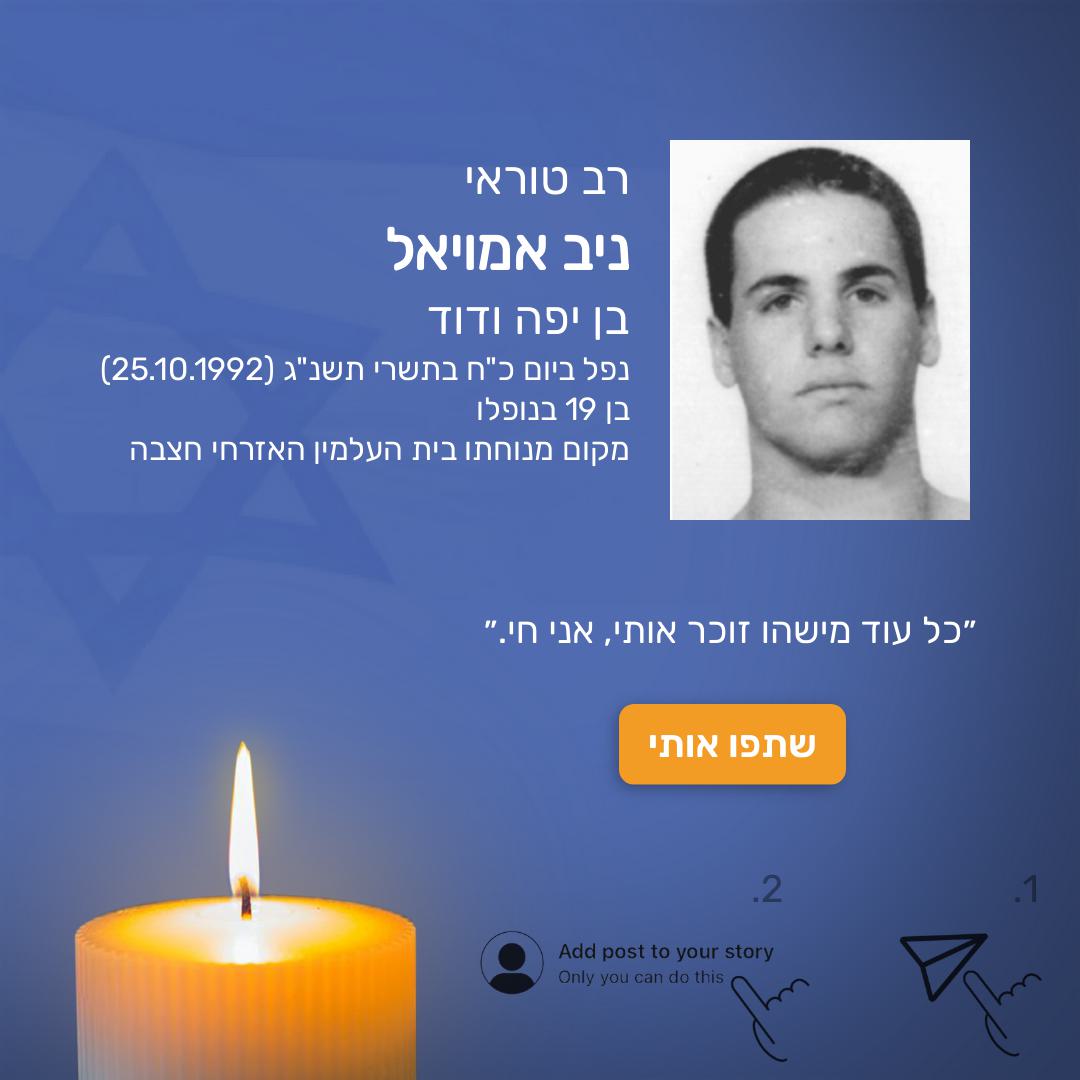 רב טוראי
ניב אמויאל
בן יפה ודוד
נפל ביום כ"ח בתשרי תשנ"ג (25.10.1992)
בן 19 בנופלו
מקום מנוחתו בית העלמין האזרחי חצבה
״כל עוד מישהו זוכר אותי, אני חי.״
שתפו אותי
.1
.2
Add post to your story
Only you can do this